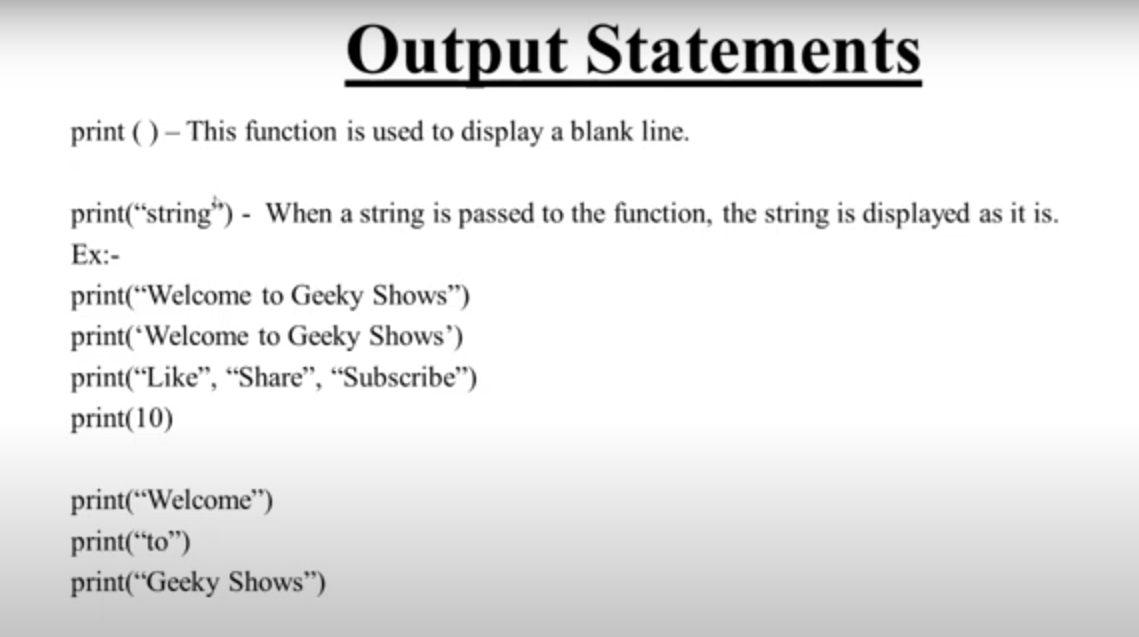 Output Statements
print ( ) – This function is used to display a blank line.
print(“string”) -  When a string is passed to the function, the string is displayed as it is.
Ex:-
print(“Welcome to Geeky Shows”)
print(‘Welcome to Geeky Shows’)
print(“Like”, “Share”, “Subscribe”)
print(10)
print(“Welcome”)
print(“to”)
print(“Geeky Shows”)